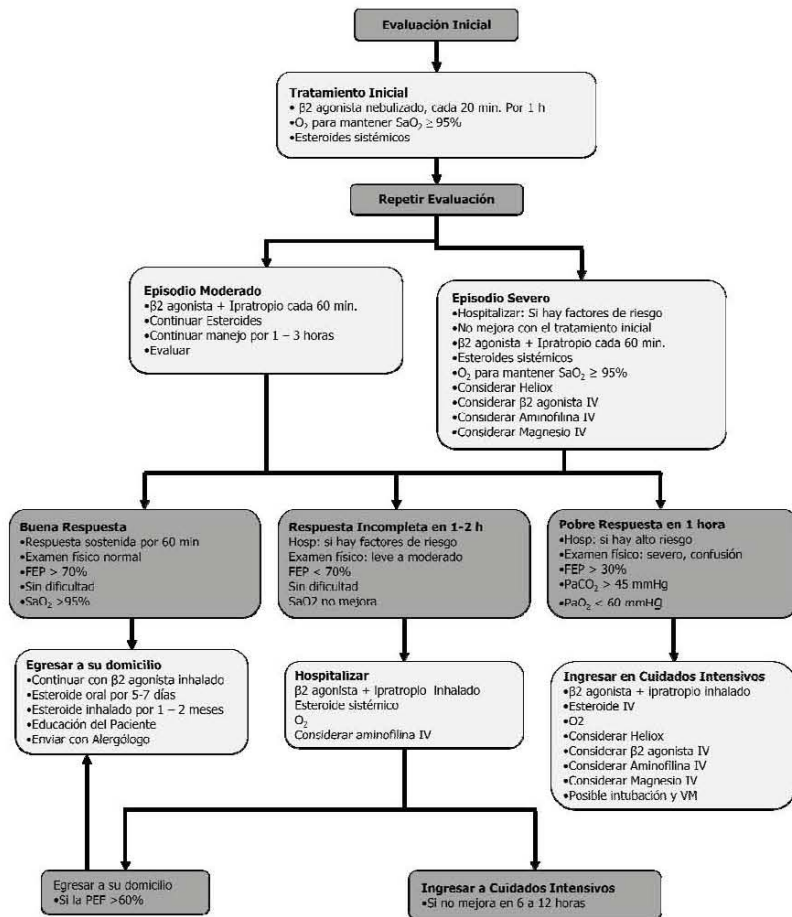 Evaluación Inicial
Tratamiento Inicial
• β2 agonista nebulizado, cada 20 min. Por 1 h
•O₂ para mantener SaO₂ ≥ 95%
•Esteroides sistémicos
Repetir Evaluación
Episodio Moderado
•β2 agonista + Ipratropio cada 60 min.
•Continuar Esteroides
•Continuar manejo por 1 – 3 horas
•Evaluar
Episodio Severo
•Hospitalizar: Si hay factores de riesgo
•No mejora con el tratamiento inicial
•β2 agonista + Ipratropio cada 60 min.
•Esteroides sistémicos
•O₂ para mantener SaO₂ ≥ 95%
•Considerar Heliox
•Considerar β2 agonista IV
•Considerar Aminofilina IV
•Considerar Magnesio IV
Buena Respuesta
•Respuesta sostenida por 60 min
•Examen físico normal
•FEP > 70%
•Sin dificultad
•SaO₂ >95%
Respuesta Incompleta en 1-2 h
Hosp: si hay factores de riesgo
Examen físico: leve a moderado
FEP < 70%
Sin dificultad
SaO2 no mejora
Pobre Respuesta en 1 hora
•Hosp: si hay alto riesgo
•Examen físico: severo, confusión
•FEP > 30%
•PaCO₂ > 45 mmHg
•PaO₂ < 60 mmHg
Egresar a su domicilio
•Continuar con β2 agonista inhalado
•Esteroide oral por 5-7 días
•Esteroide inhalado por 1 – 2 meses
•Educación del Paciente
•Enviar con Alergólogo
Hospitalizar
β2 agonista + Ipratropio Inhalado
Esteroide sistémico
O₂
Considerar aminofilina IV
Ingresar en Cuidados Intensivos
•β2 agonista + ipratropio inhalado
•Esteroide IV
•O2
•Considerar Heliox
•Considerar β2 agonista IV
•Considerar Aminofilina IV
•Considerar Magnesio IV
•Posible intubación y VM
Egresar a su domicilio
•Si la PEF >60%
Ingresar a Cuidados Intensivos
•Si no mejora en 6 a 12 horas